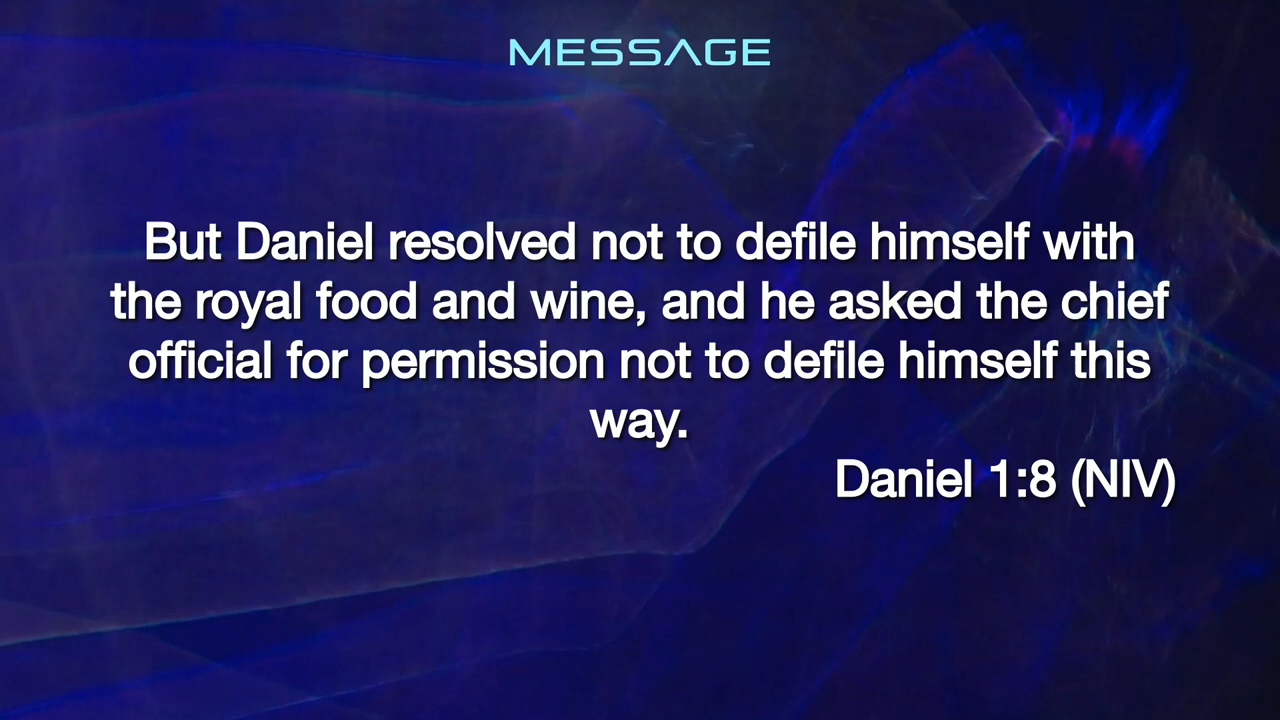 MESSAGE
But Daniel resolved not to defile himself with
the royal food and wine, and he asked the chief
official for permission not to defile himself this
way.
Daniel 1:8 (NIV)